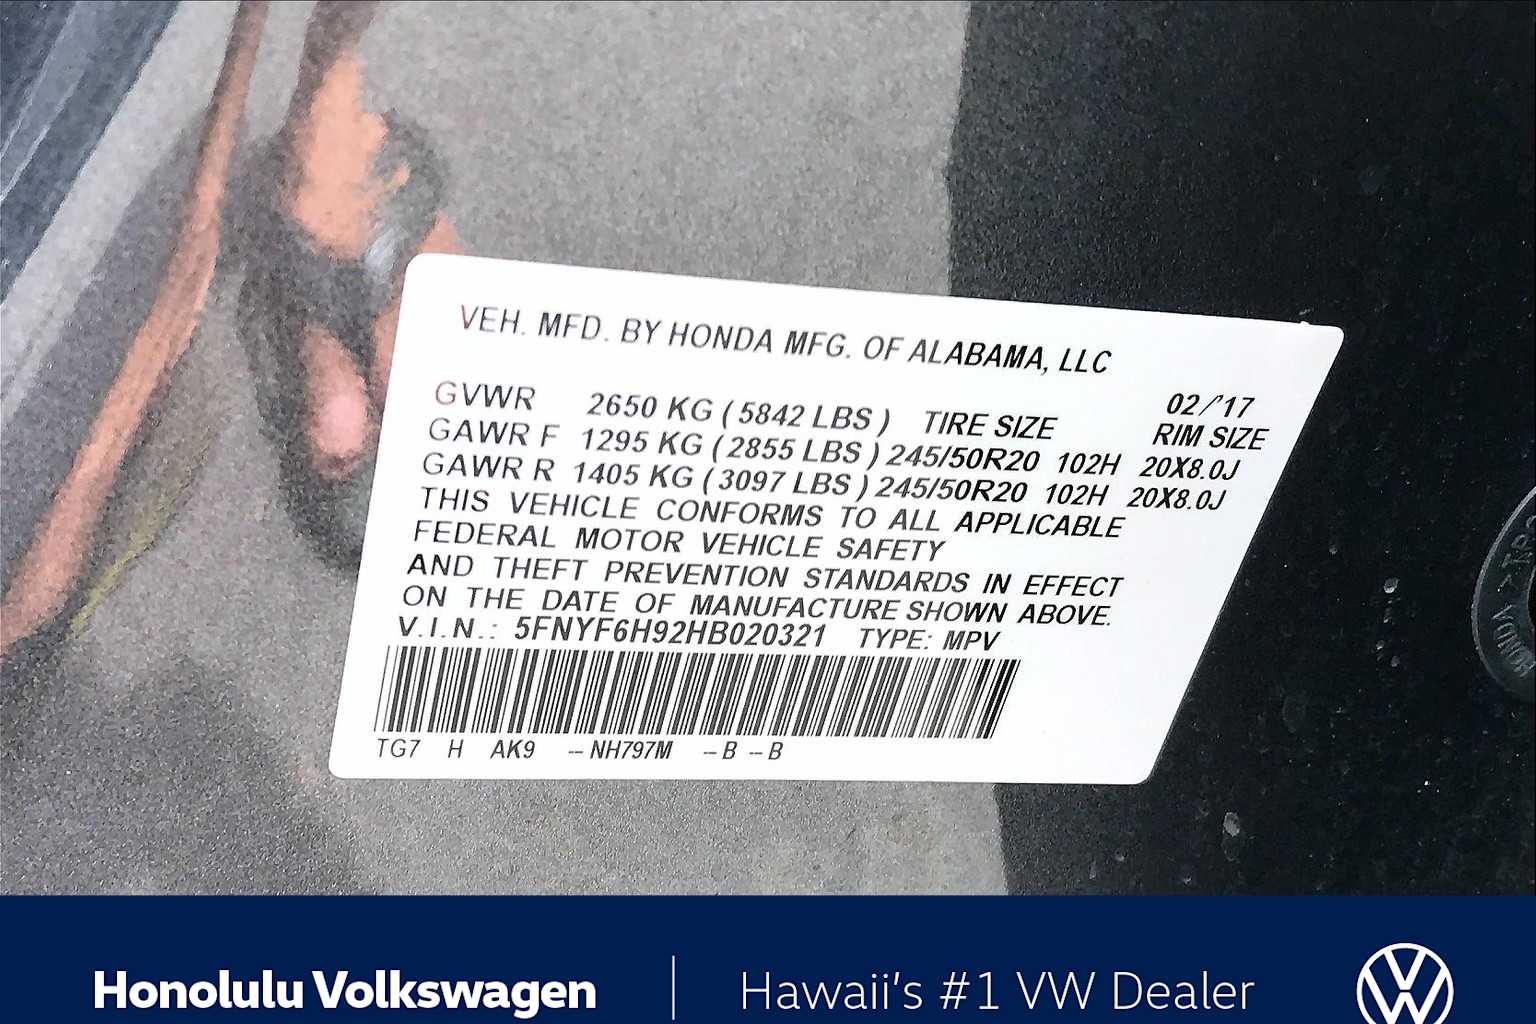 VEH. MFD. BY HONDA MFG. OF ALABAMA, LLC
02/'17
GVWR 2650 KG (5842 LBS) TIRE SIZE RIM SIZE
GAWR F 1295 KG (2855 LBS) 245/50R20 102H 20X8.0J
GAWR R 1405 KG (3097 LBS) 245/50R20 102H 20X8.0J
THIS VEHICLE CONFORMS TO ALL APPLICABLE
FEDERAL MOTOR VEHICLE SAFETY
AND THEFT PREVENTION STANDARDS IN EFFECT
ON THE DATE OF MANUFACTURE SHOWN ABOVE.
V.I.N.: 5FNYF6H92HB020321 TYPE: MPV
TG7 H AK9 -- NH797M --B --B
Honolulu Volkswagen | Hawaii's #1 VW Dealer